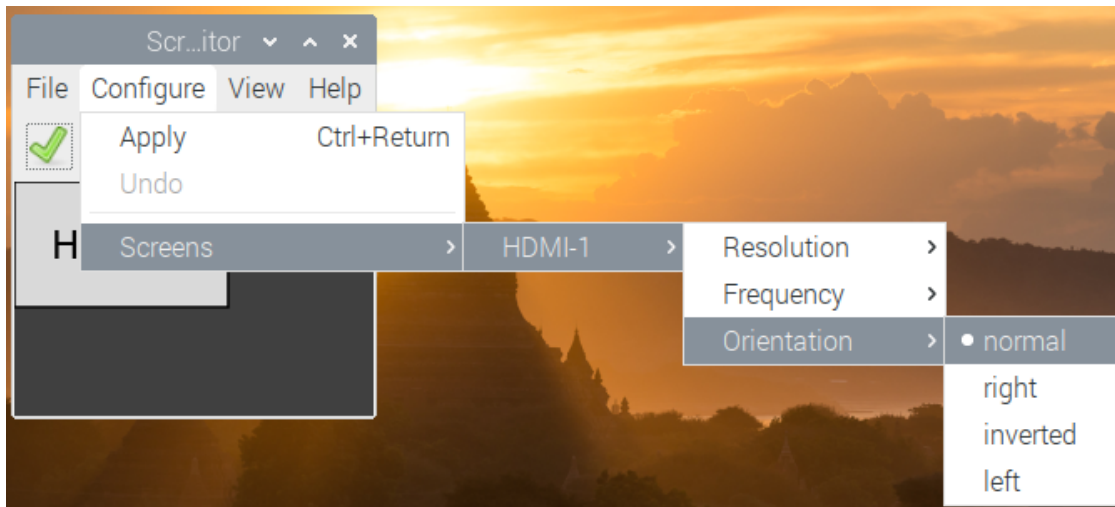 Scr...itor
File Configure View Help
Apply Ctrl+Return
Undo
H
Screens
HDMI-1
Resolution
Frequency
Orientation
normal
right
inverted
left